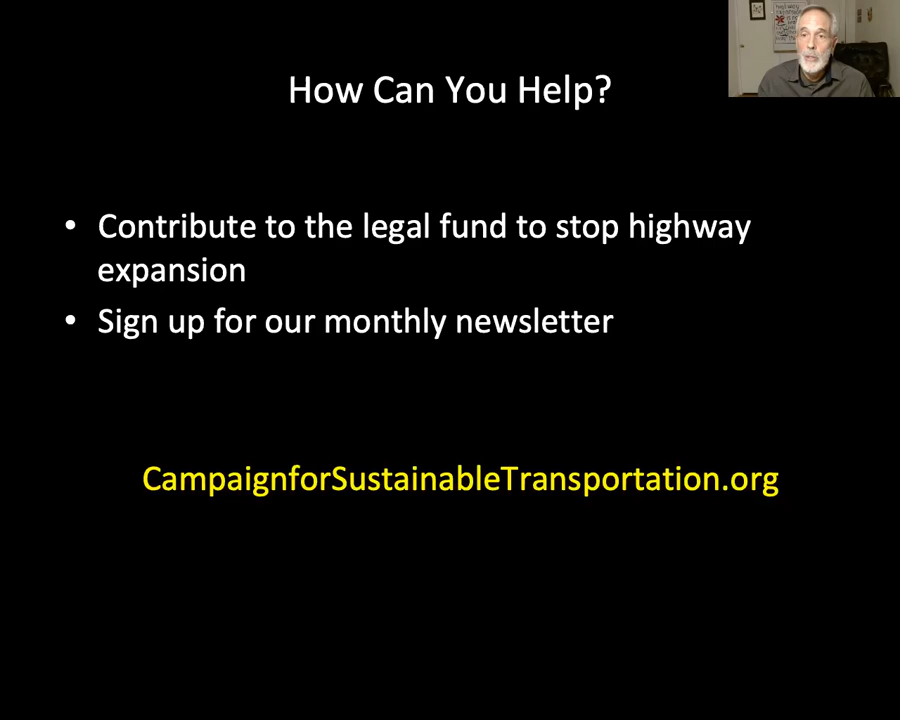 How Can You Help?
• Contribute to the legal fund to stop highway
expansion
• Sign up for our monthly newsletter
CampaignforSustainableTransportation.org